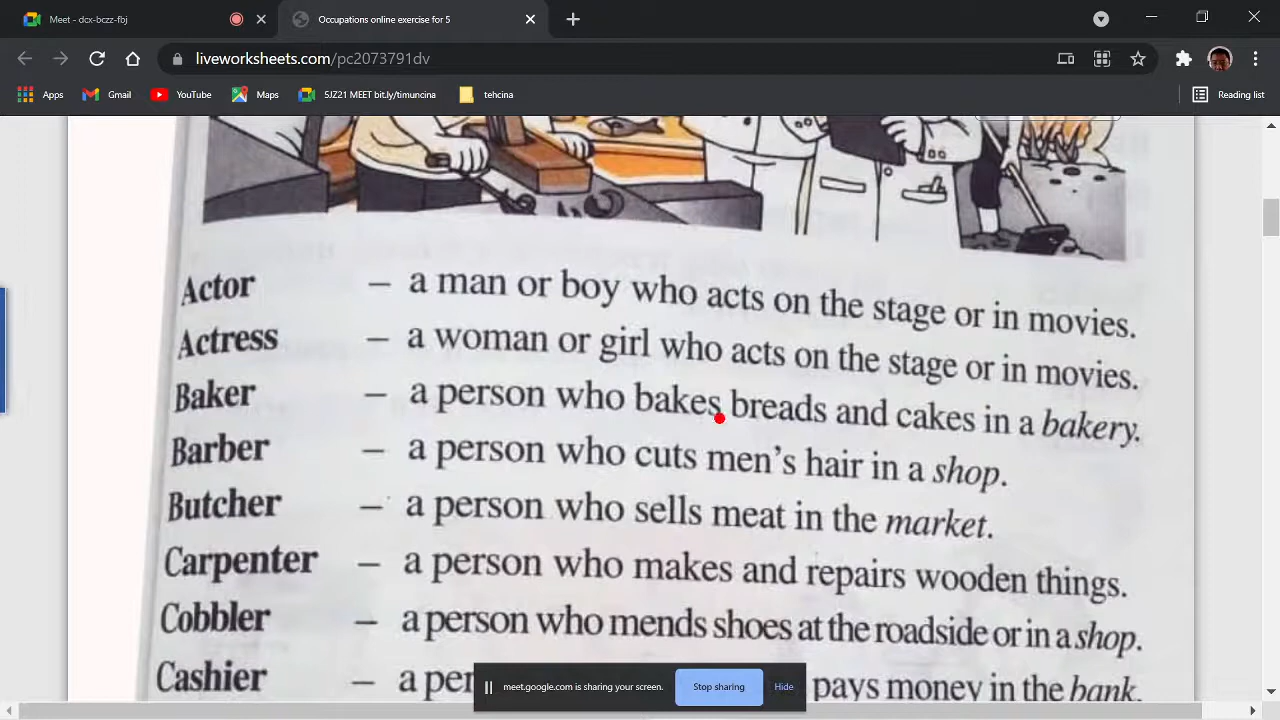 Meet - dcx-bczz-fbj
Occupations online exercise for 5
liveworksheets.com/pc2073791dv
Apps Gmail YouTube Maps 5JZ21 MEET bit.ly/timuncina tehcina Reading list
Actor – a man or boy who acts on the stage or in movies.
Actress – a woman or girl who acts on the stage or in movies.
Baker – a person who bakes breads and cakes in a bakery.
Barber – a person who cuts men's hair in a shop.
Butcher – a person who sells meat in the market.
Carpenter – a person who makes and repairs wooden things.
Cobbler – a person who mends shoes at the roadside or in a shop.
Cashier – a per pays money in the bank.
meet.google.com is sharing your screen. Stop sharing Hide